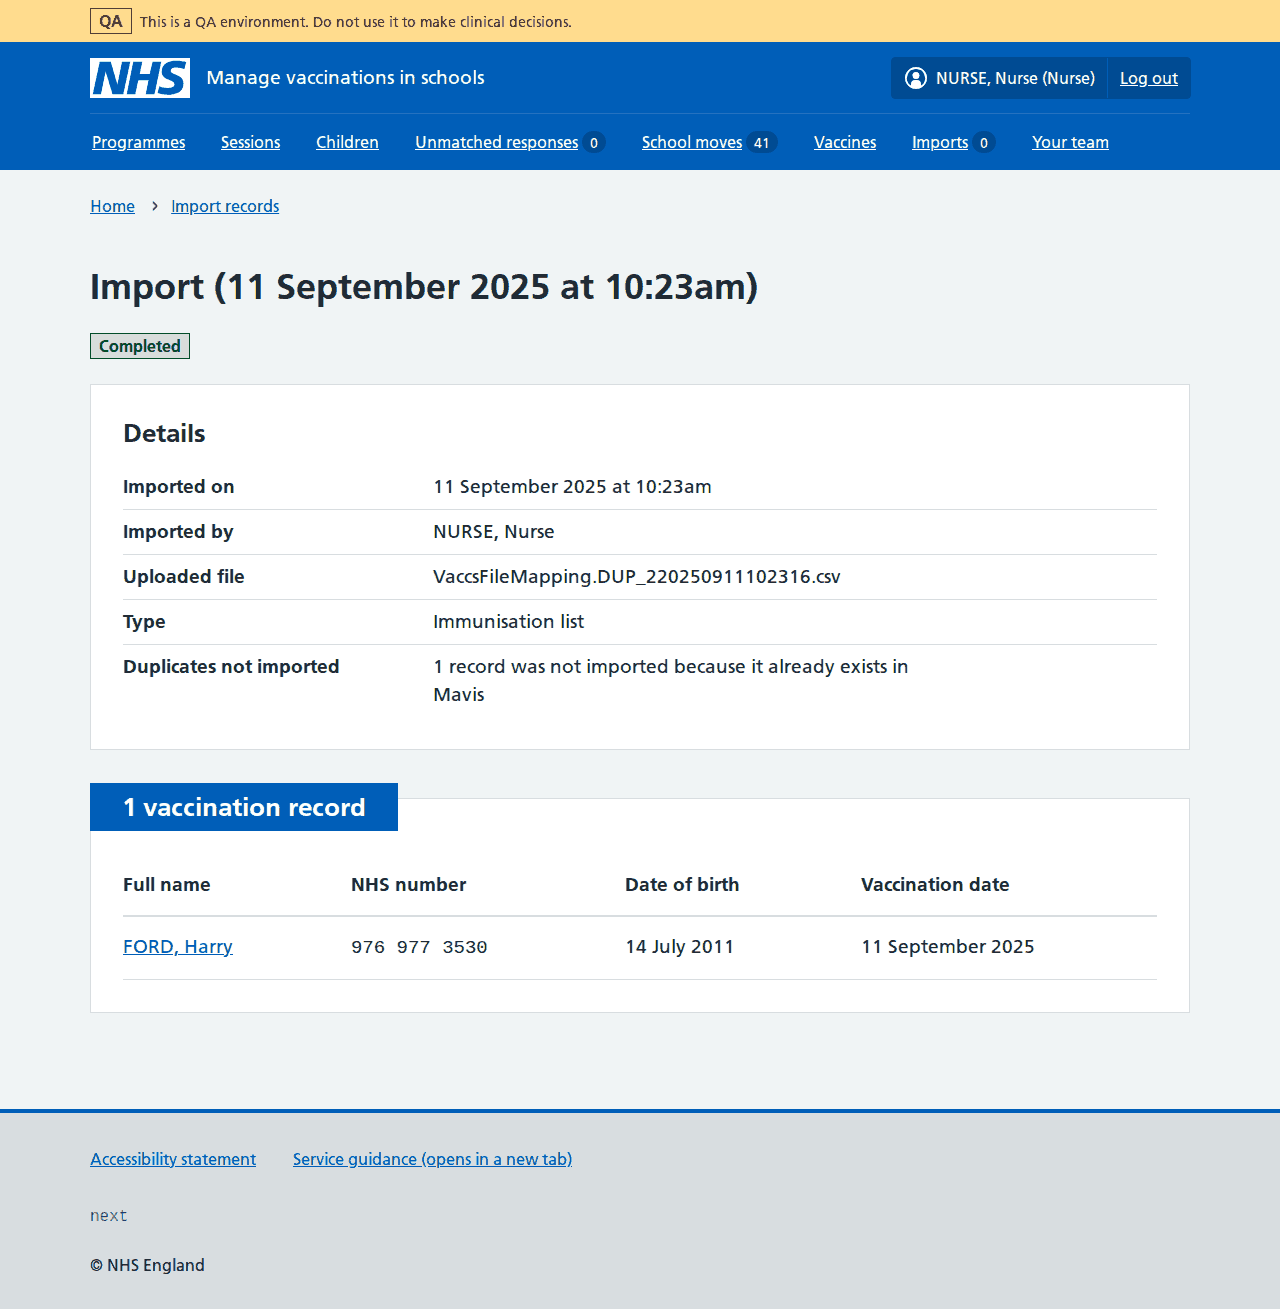 QA This is a QA environment. Do not use it to make clinical decisions.
NHS Manage vaccinations in schools NURSE, Nurse (Nurse) Log out
Programmes Sessions Children Unmatched responses 0 School moves 41 Vaccines Imports 0 Your team
Home › Import records
Import (11 September 2025 at 10:23am)
Completed
Details
Imported on 11 September 2025 at 10:23am
Imported by NURSE, Nurse
Uploaded file VaccsFileMapping.DUP_220250911102316.csv
Type Immunisation list
Duplicates not imported 1 record was not imported because it already exists in
Mavis
1 vaccination record
Full name NHS number Date of birth Vaccination date
FORD, Harry 976 977 3530 14 July 2011 11 September 2025
Accessibility statement Service guidance (opens in a new tab)
next
© NHS England